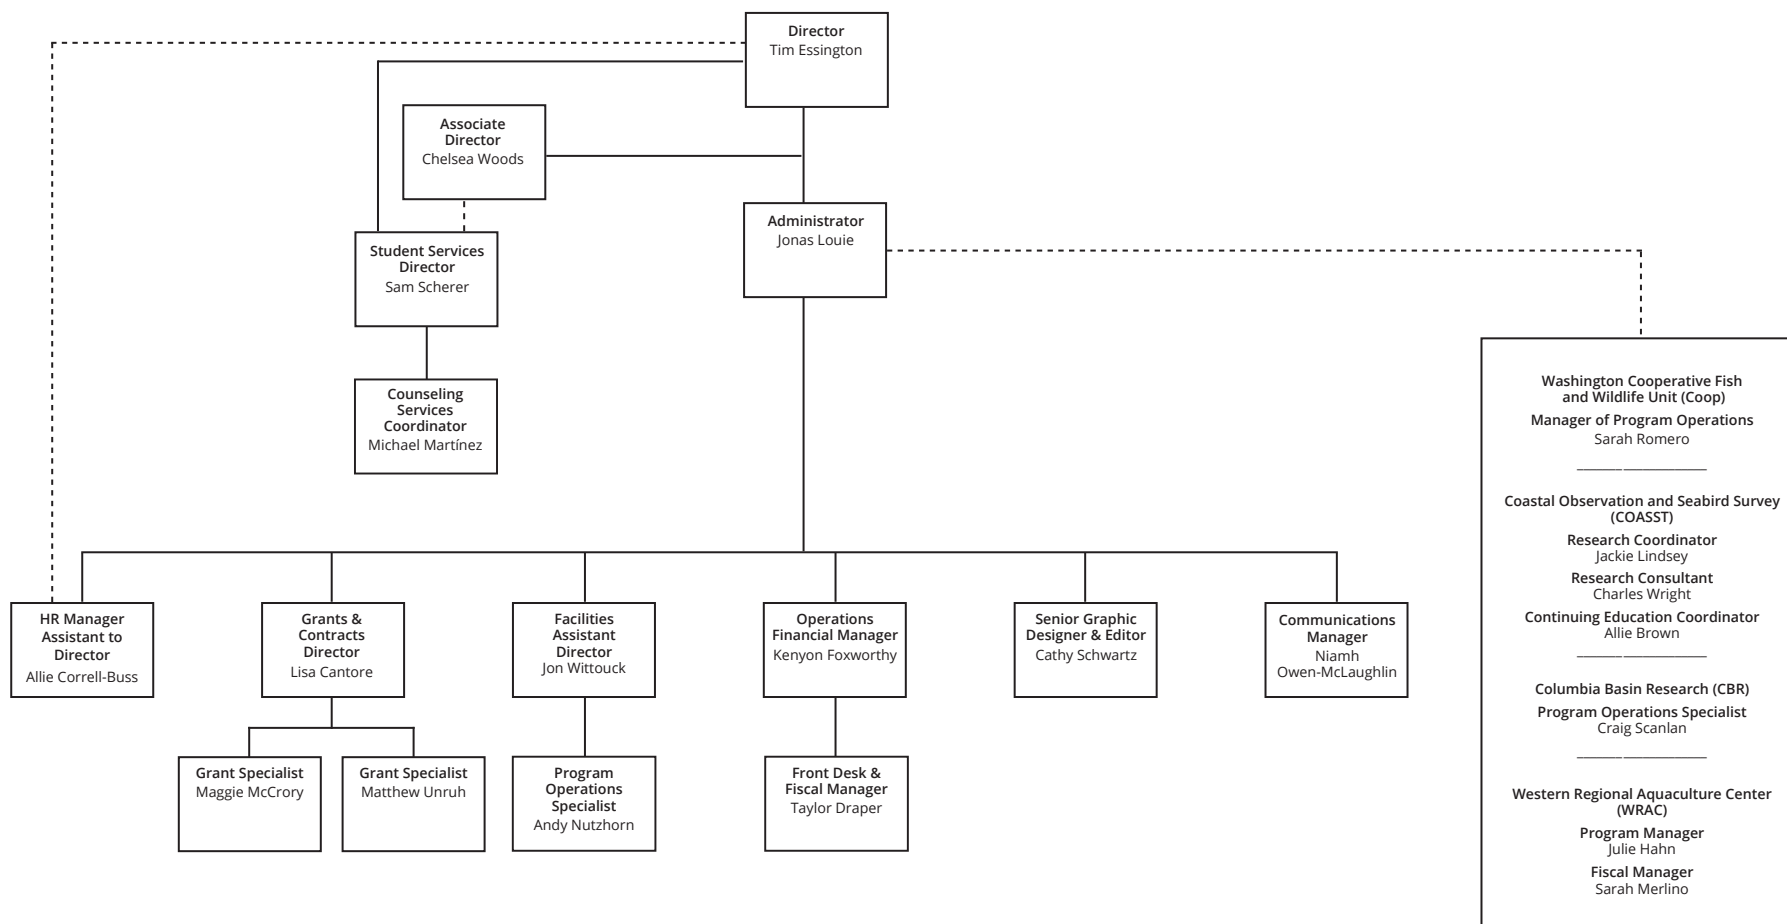 Director
Tim Essington
Associate
Director
Chelsea Woods
Administrator
Jonas Louie
Student Services
Director
Sam Scherer
Counseling
Services
Coordinator
Michael Martínez
HR Manager
Assistant to
Director
Allie Correll-Buss
Grants &
Contracts
Director
Lisa Cantore
Facilities
Assistant
Director
Jon Wittouck
Operations
Financial Manager
Kenyon Foxworthy
Senior Graphic
Designer & Editor
Cathy Schwartz
Communications
Manager
Niamh
Owen-McLaughlin
Grant Specialist
Maggie McCrory
Grant Specialist
Matthew Unruh
Program
Operations
Specialist
Andy Nutzhorn
Front Desk &
Fiscal Manager
Taylor Draper
Washington Cooperative Fish
and Wildlife Unit (Coop)
Manager of Program Operations
Sarah Romero
Coastal Observation and Seabird Survey
(COASST)
Research Coordinator
Jackie Lindsey
Research Consultant
Charles Wright
Continuing Education Coordinator
Allie Brown
Columbia Basin Research (CBR)
Program Operations Specialist
Craig Scanlan
Western Regional Aquaculture Center
(WRAC)
Program Manager
Julie Hahn
Fiscal Manager
Sarah Merlino